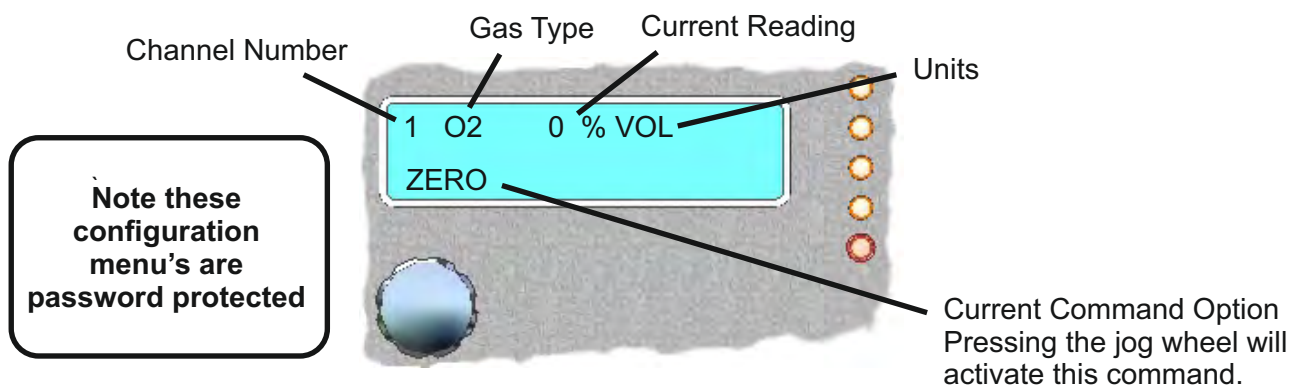 Channel Number
Gas Type
Current Reading
Units
1 O2 0 % VOL
ZERO
Note these
configuration
menu's are
password protected
Current Command Option
Pressing the jog wheel will
activate this command.